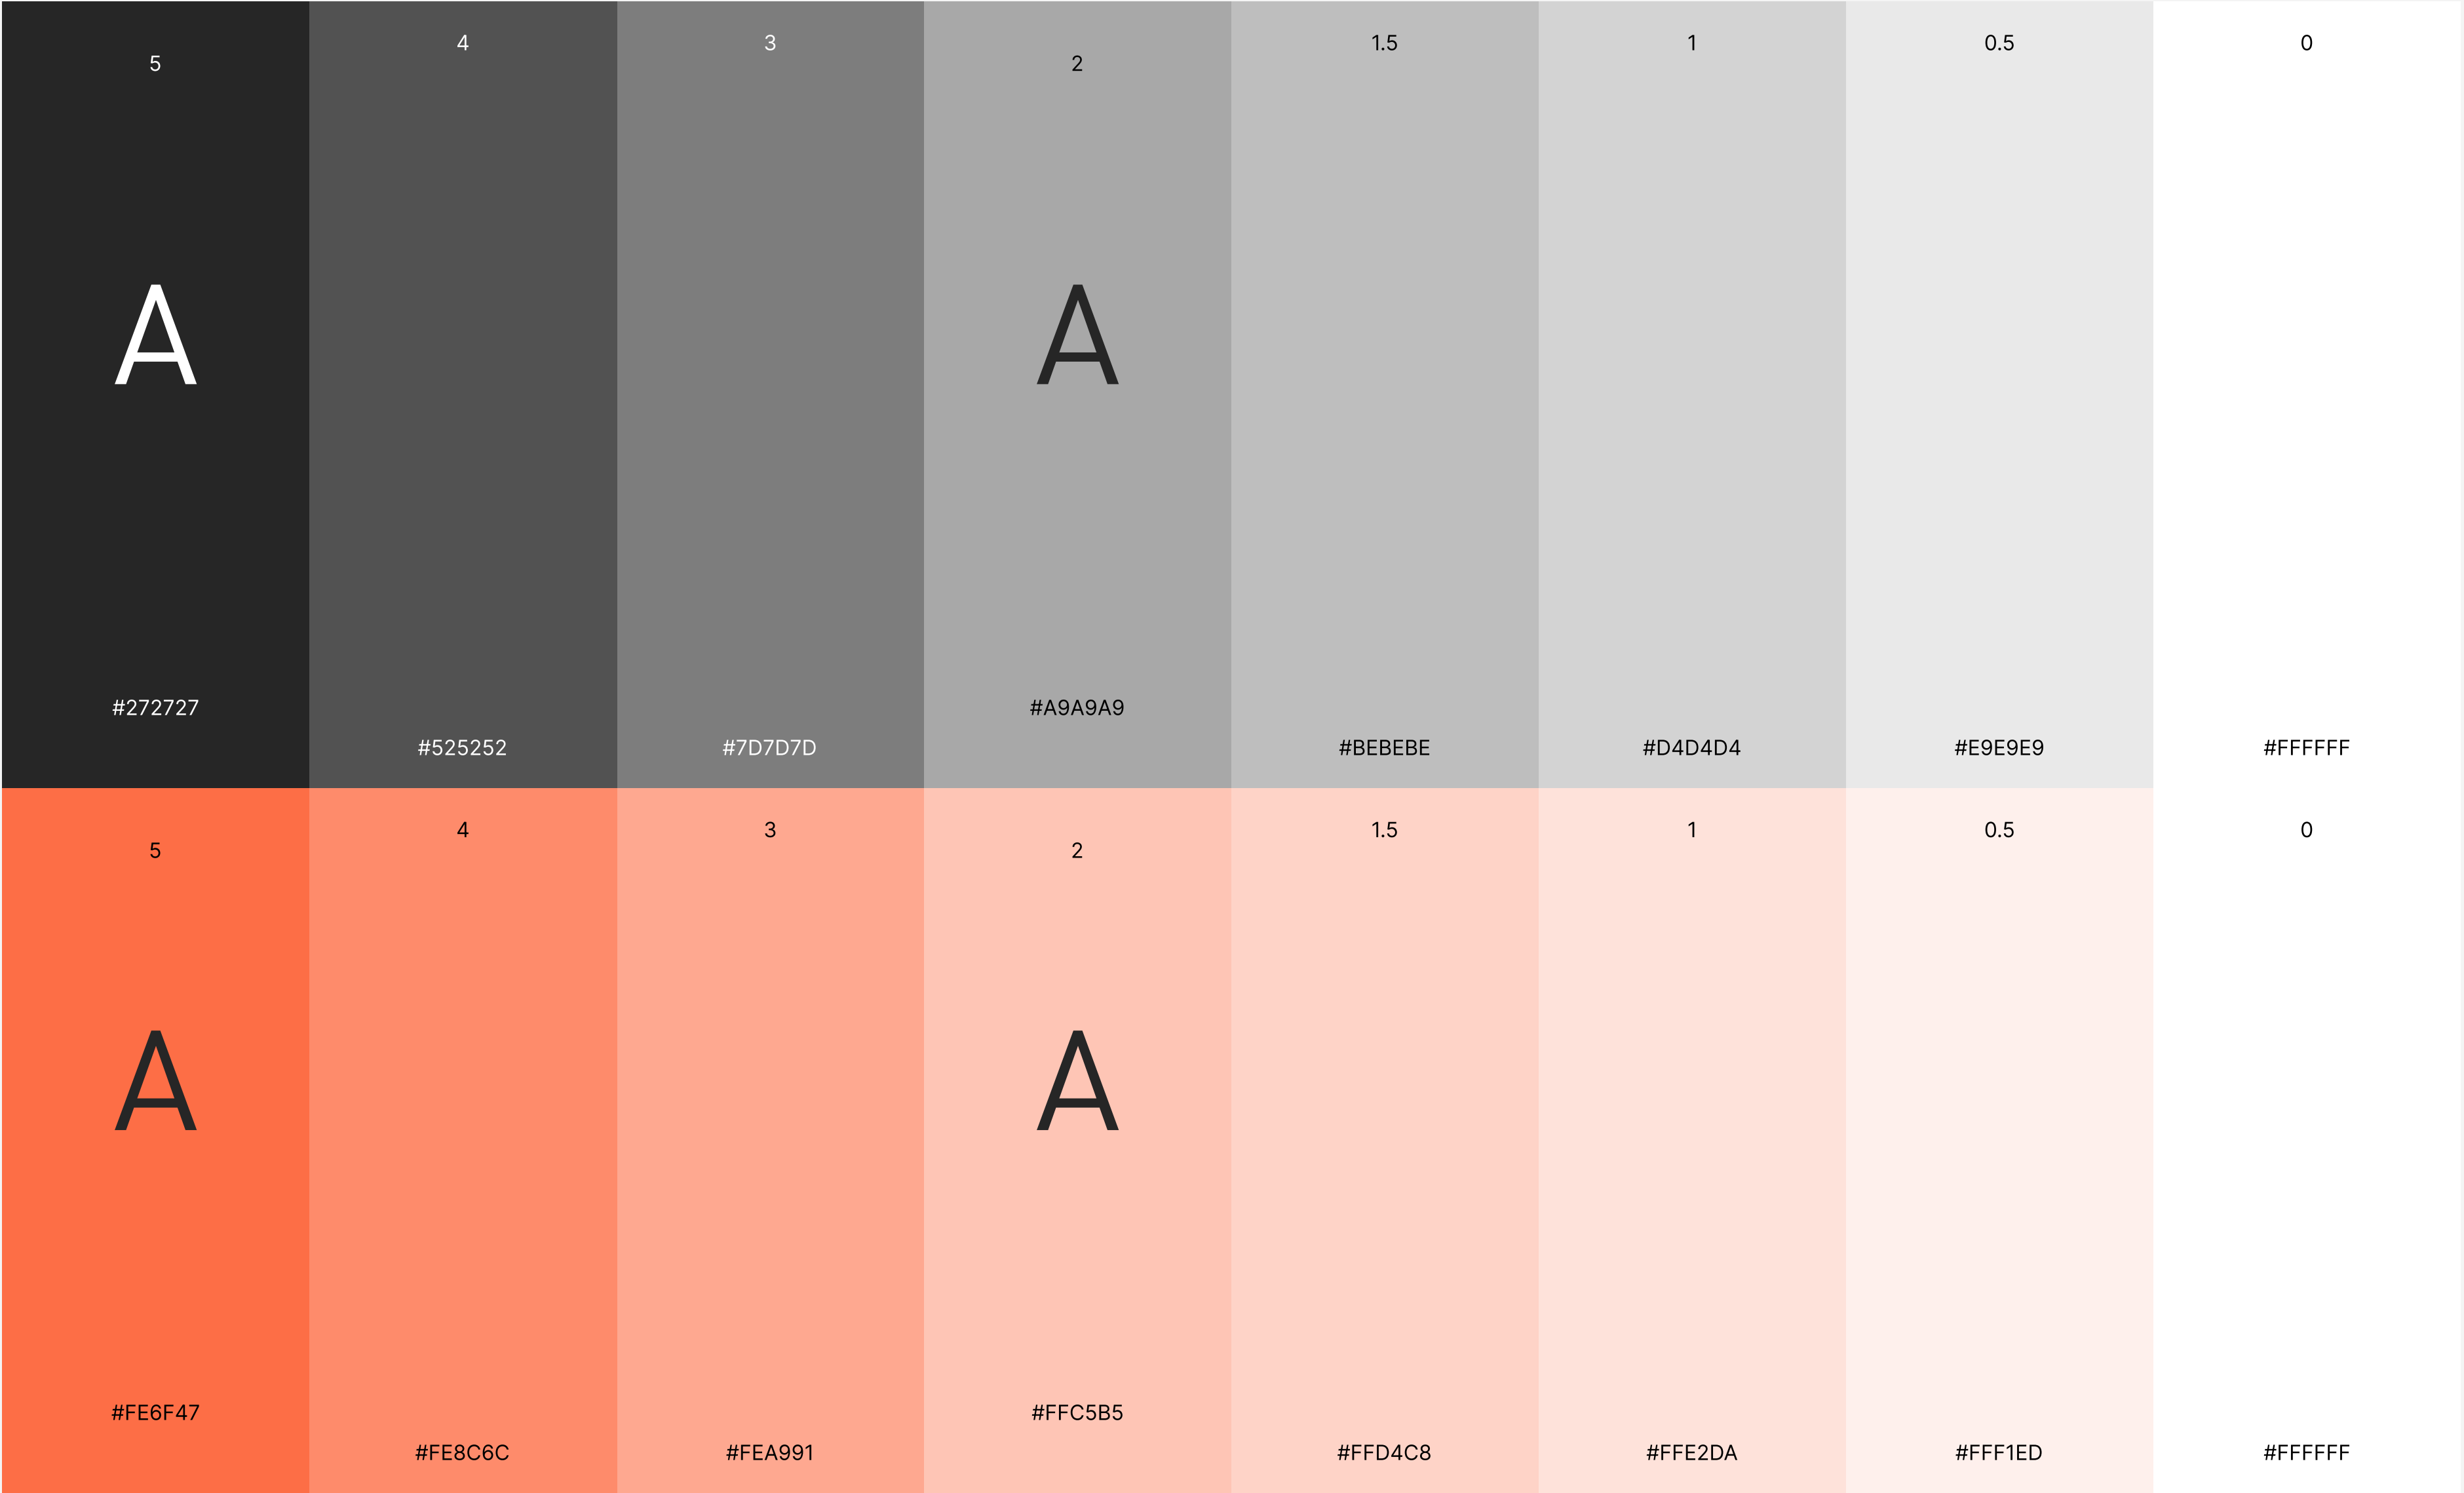 5
4
3
2
1.5
1
0.5
0
A
A
#272727
#525252
#7D7D7D
#A9A9A9
#BEBEBE
#D4D4D4
#E9E9E9
#FFFFFF
5
4
3
2
1.5
1
0.5
0
A
A
#FE6F47
#FE8C6C
#FEA991
#FFC5B5
#FFD4C8
#FFE2DA
#FFF1ED
#FFFFFF